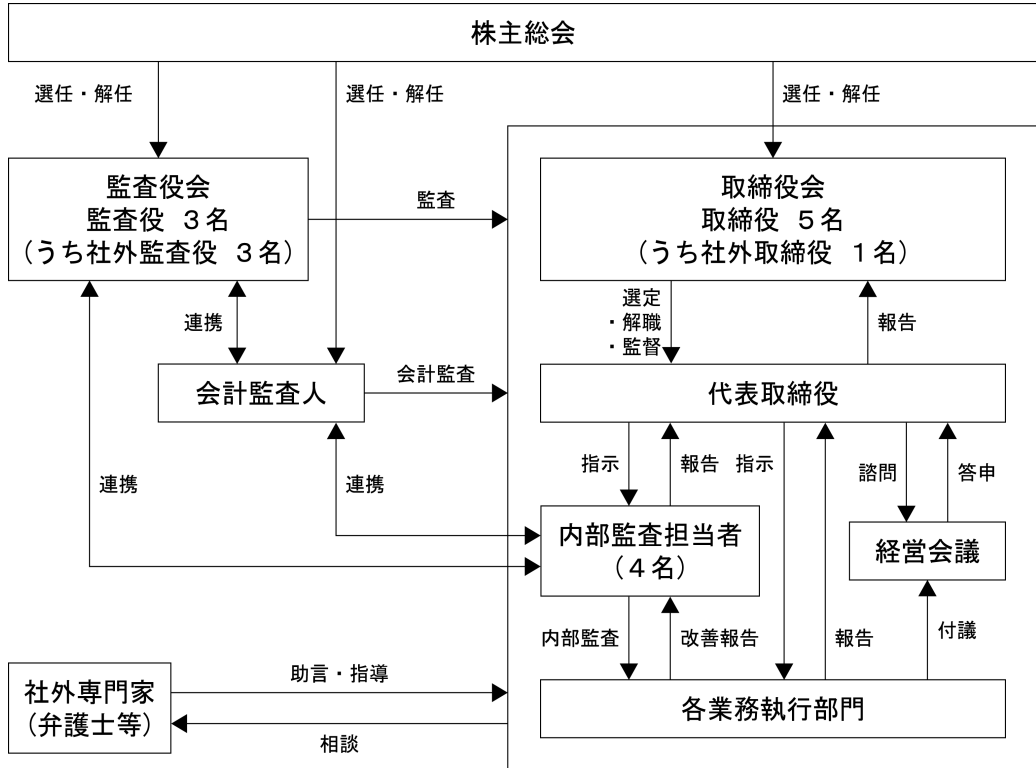 株主総会
選任・解任
選任・解任
選任・解任
監査役会
監査役 3名
(うち社外監査役 3名)
監査
取締役会
取締役 5名
(うち社外取締役 1名)
連携
選定
・解職
・監督
報告
会計監査人
会計監査
代表取締役
連携
連携
指示
報告
指示
諮問
答申
内部監査担当者
(4名)
経営会議
内部監査
改善報告
報告
付議
社外専門家
(弁護士等)
助言・指導
相談
各業務執行部門